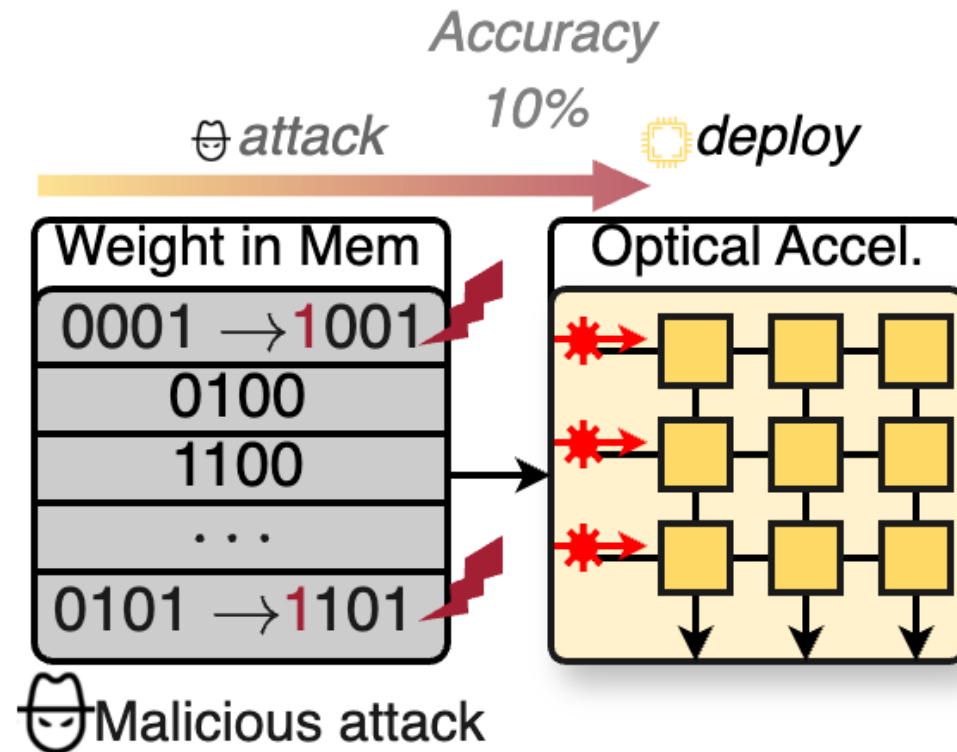 Accuracy
10%
attack
deploy
Weight in Mem
Optical Accel.
0001 →1001
0100
1100
...
0101 →1101
Malicious attack